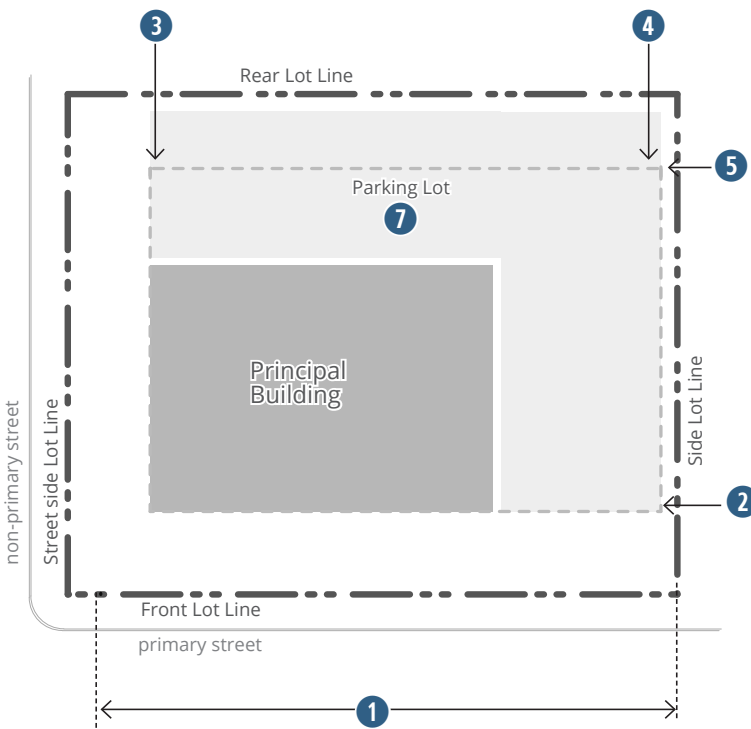 3
4
Rear Lot Line
5
Parking Lot
7
Principal
Building
non-primary street
Street side Lot Line
Side Lot Line
2
Front Lot Line
primary street
1